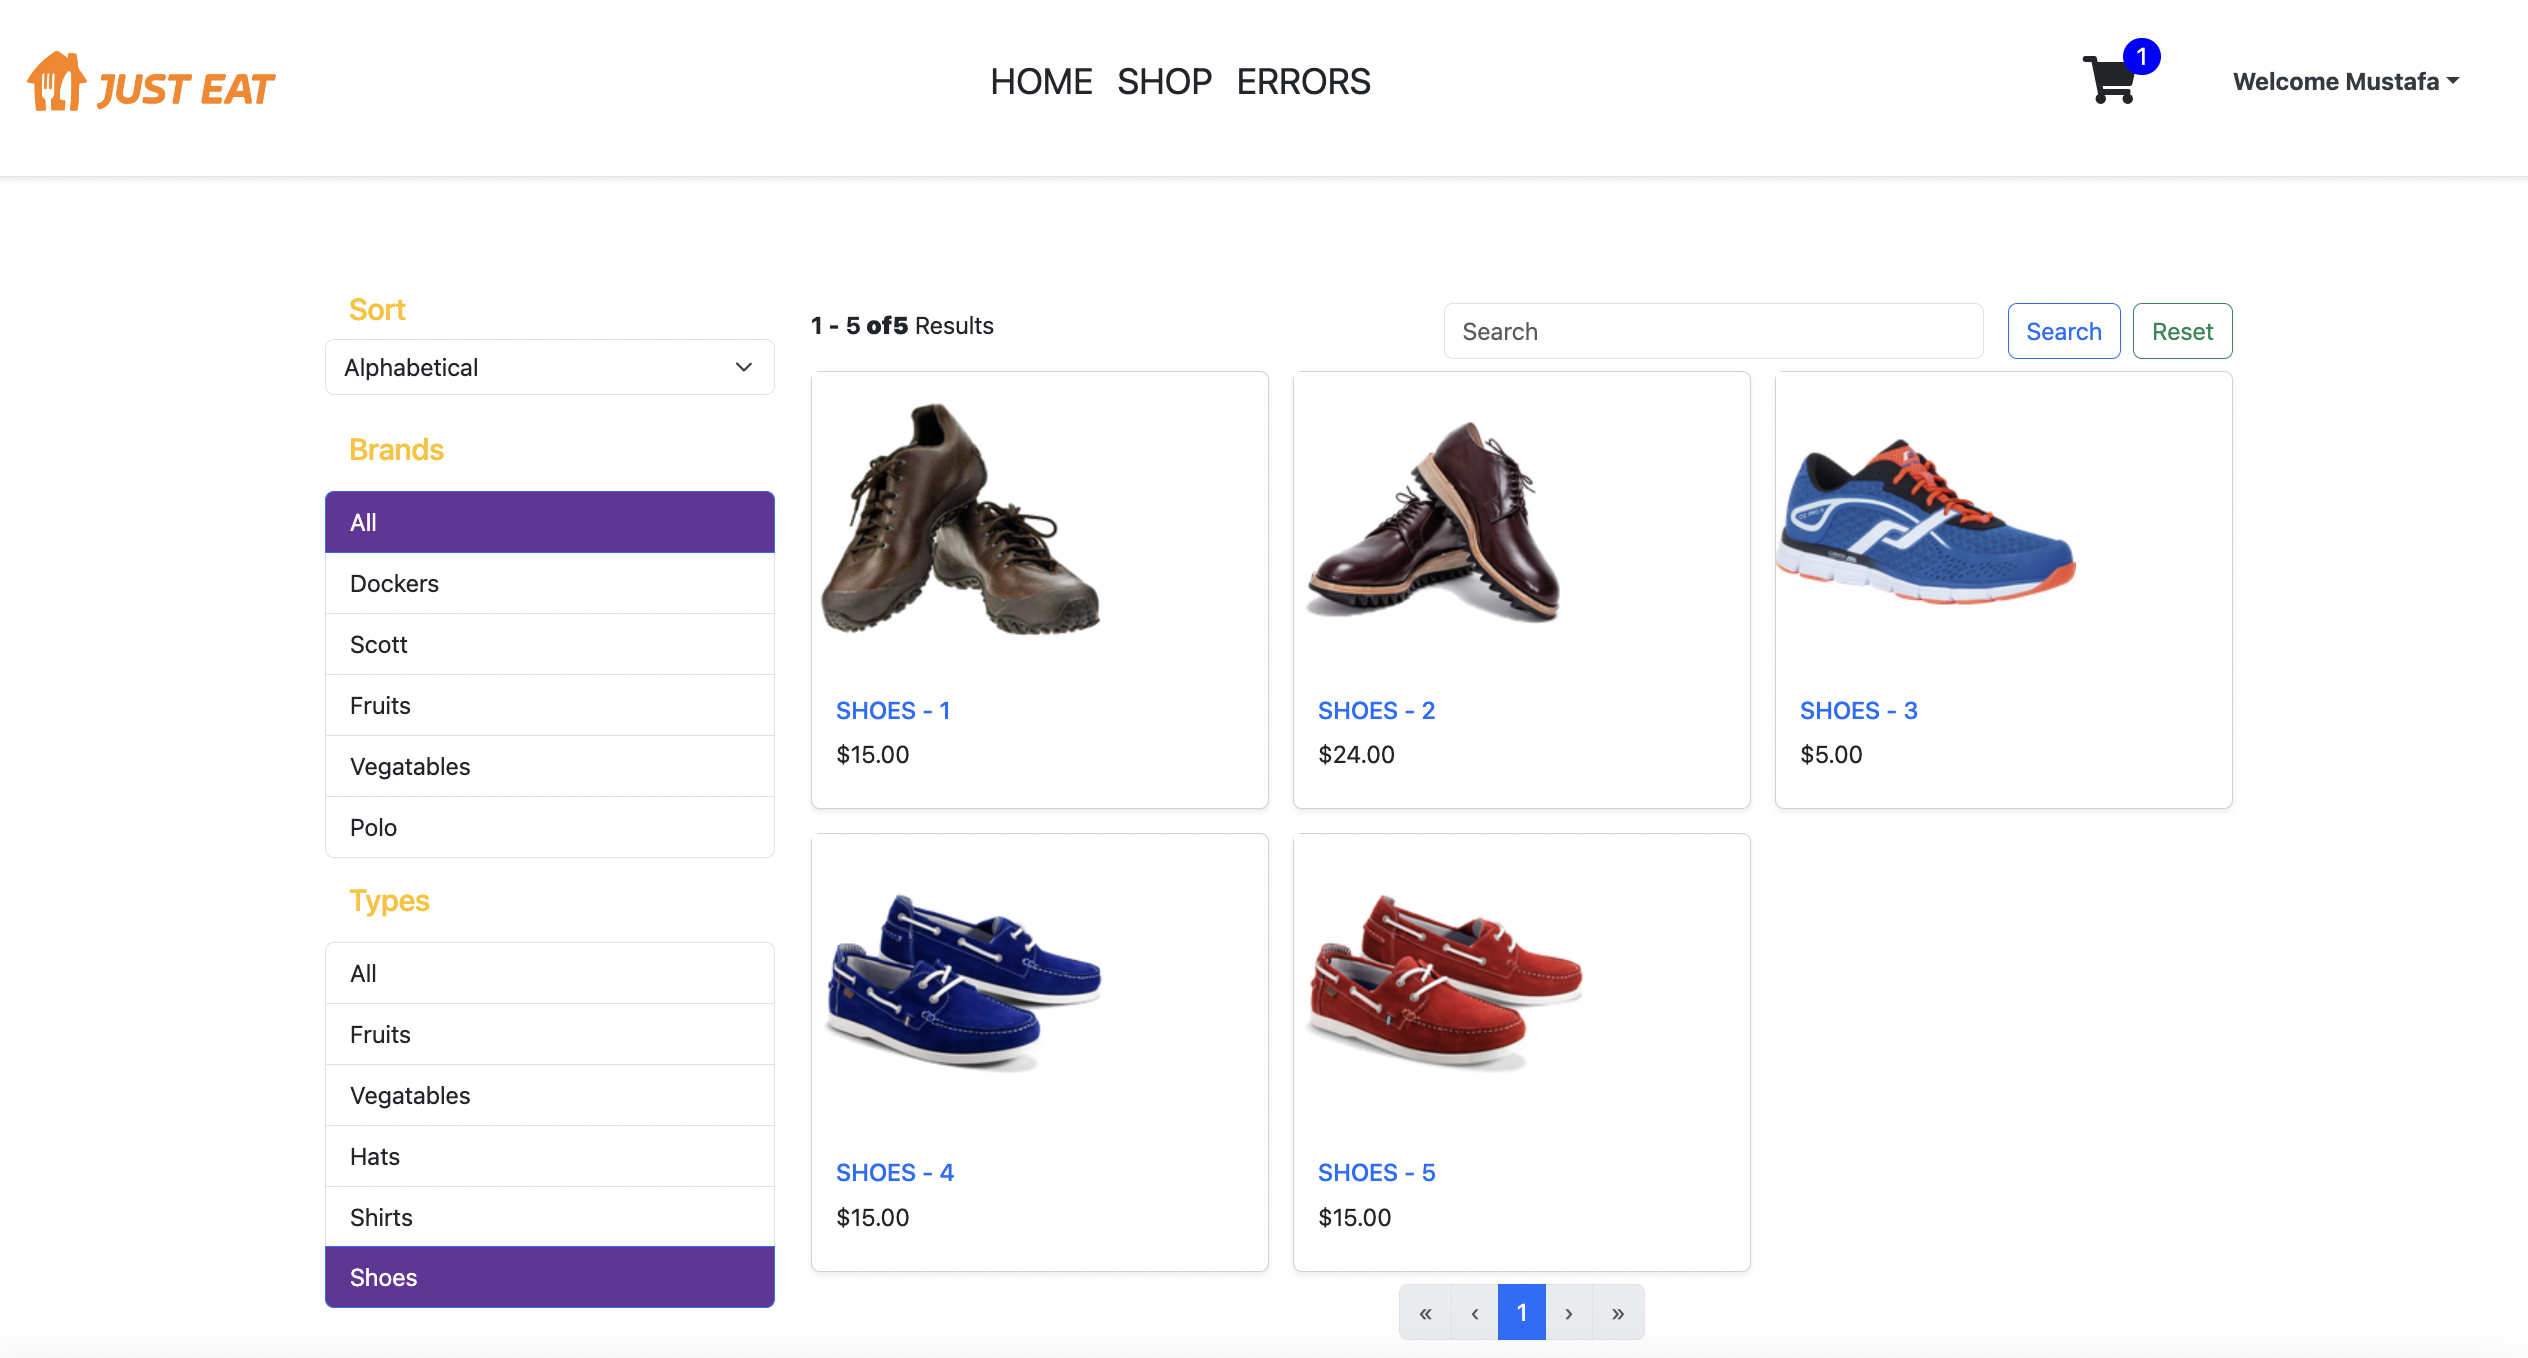 JUST EAT
HOME SHOP ERRORS
1
Welcome Mustafa
Sort
Alphabetical
Brands
All
Dockers
Scott
Fruits
Vegatables
Polo
Types
All
Fruits
Vegatables
Hats
Shirts
Shoes
1 - 5 of5 Results
Search
Search
Reset
SHOES - 1
$15.00
SHOES - 2
$24.00
SHOES - 3
$5.00
SHOES - 4
$15.00
SHOES - 5
$15.00
« ‹ 1 › »